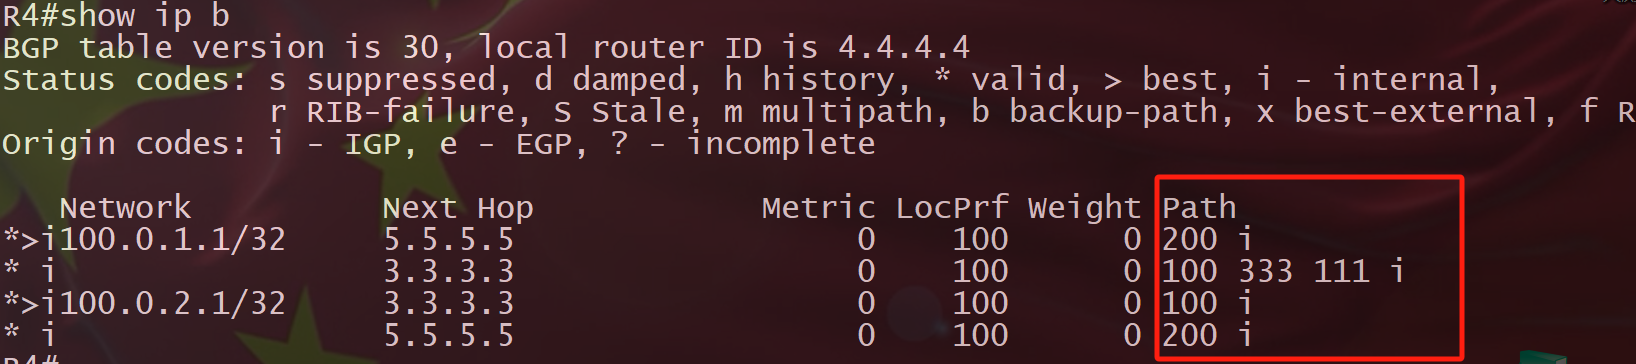 R4#show ip b
BGP table version is 30, local router ID is 4.4.4.4
Status codes: s suppressed, d damped, h history, * valid, > best, i - internal,
              r RIB-failure, S Stale, m multipath, b backup-path, x best-external, f R
Origin codes: i - IGP, e - EGP, ? - incomplete
   Network          Next Hop            Metric LocPrf Weight Path
*>i100.0.1.1/32     5.5.5.5                  0    100      0 200 i
* i                 3.3.3.3                  0    100      0 100 333 111 i
*>i100.0.2.1/32     3.3.3.3                  0    100      0 100 i
* i                 5.5.5.5                  0    100      0 200 i
R4#